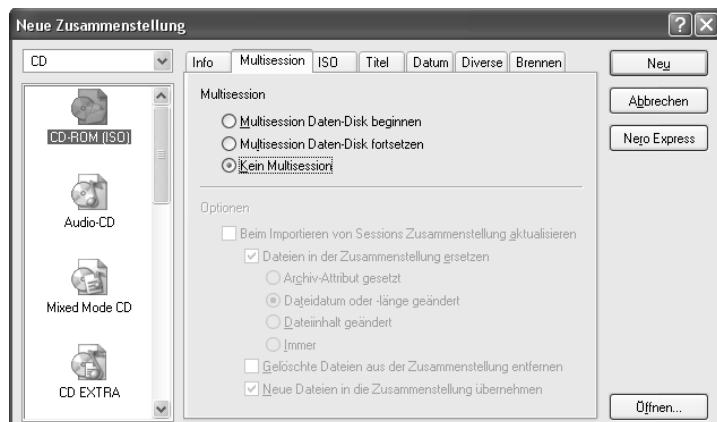 Neue Zusammenstellung
CD
CD-ROM (ISO)
Audio-CD
Mixed Mode CD
CD EXTRA
Info Multisession ISO Titel Datum Diverse Brennen
Multisession
Multisession Daten-Disk beginnen
Multisession Daten-Disk fortsetzen
Kein Multisession
Optionen
Beim Importieren von Sessions Zusammenstellung aktualisieren
Dateien in der Zusammenstellung ersetzen
Archiv-Attribut gesetzt
Dateidatum oder -länge geändert
Dateiinhalt geändert
Immer
Gelöschte Dateien aus der Zusammenstellung entfernen
Neue Dateien in die Zusammenstellung übernehmen
Neu
Abbrechen
Nero Express
Öffnen...